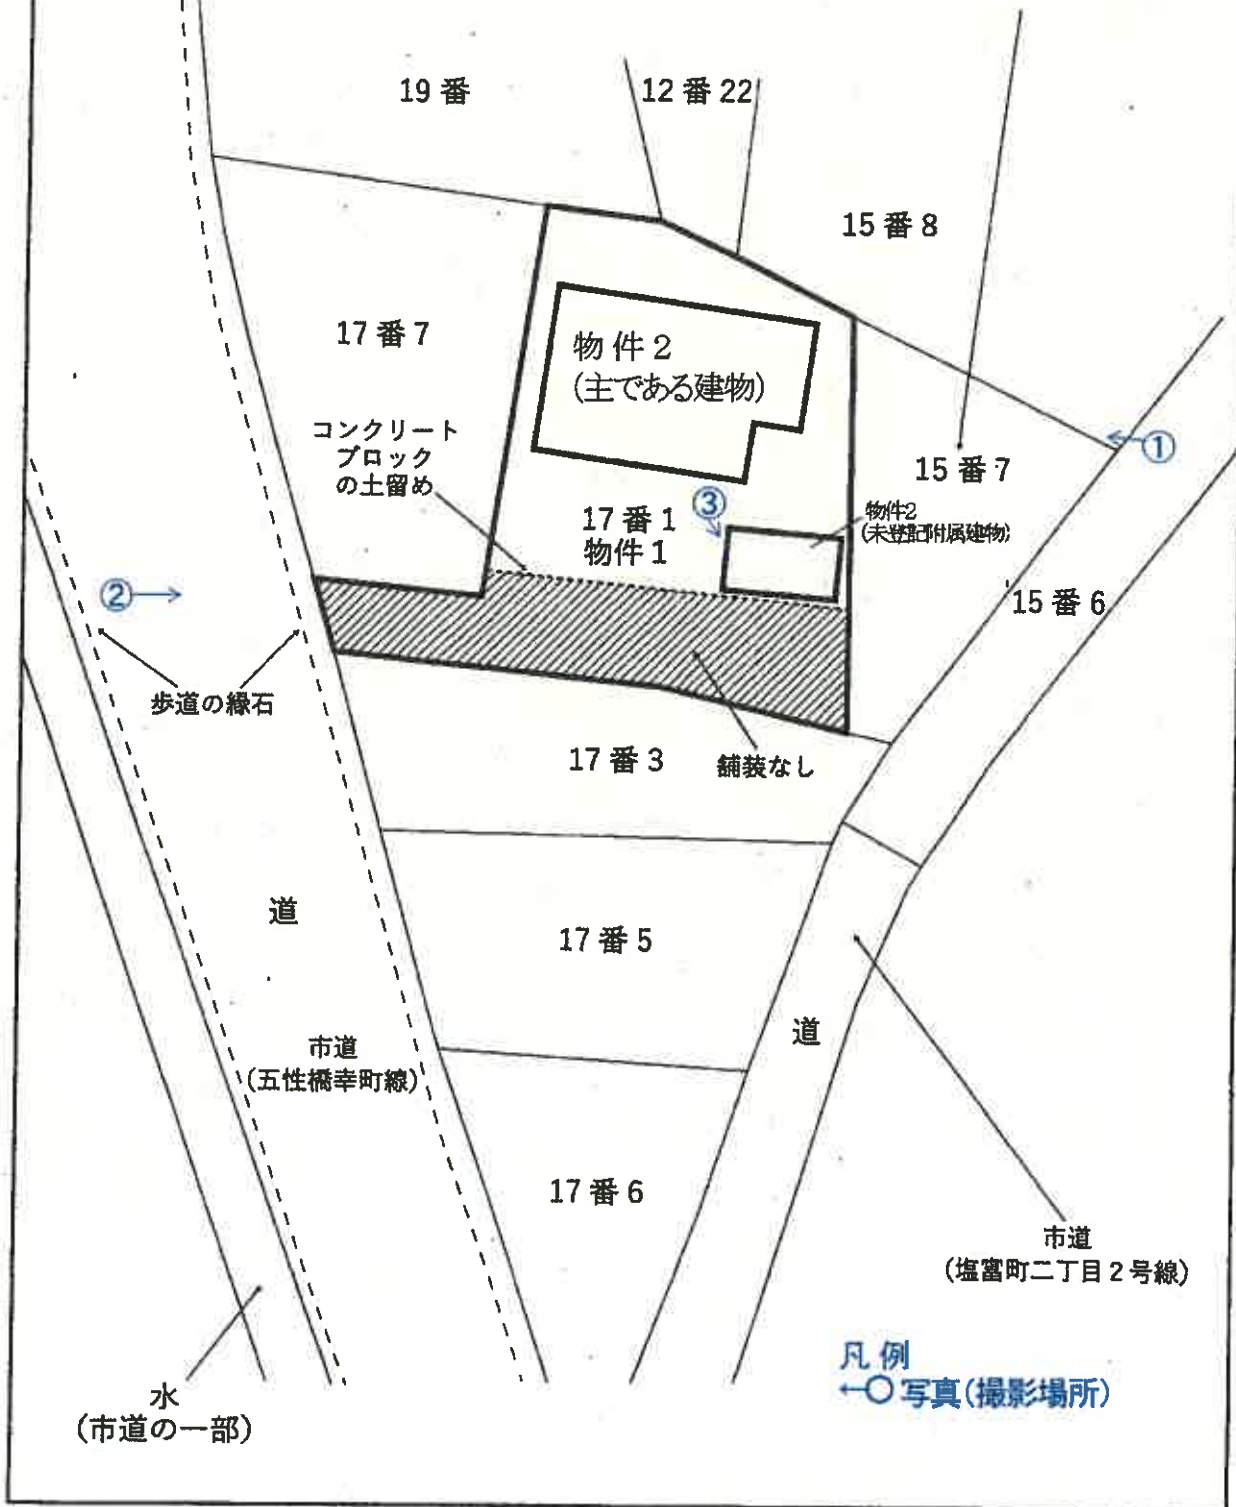 19番
12番22
15番8
17番7
物件2
(主である建物)
コンクリート
ブロック
の土留め
15番7
①
③
17番1
物件1
物件2
(未登記附属建物)
②
15番6
歩道の縁石
17番3
舗装なし
道
17番5
道
市道
(五性橋幸町線)
17番6
市道
(塩富町二丁目2号線)
水
(市道の一部)
凡例
←○写真(撮影場所)